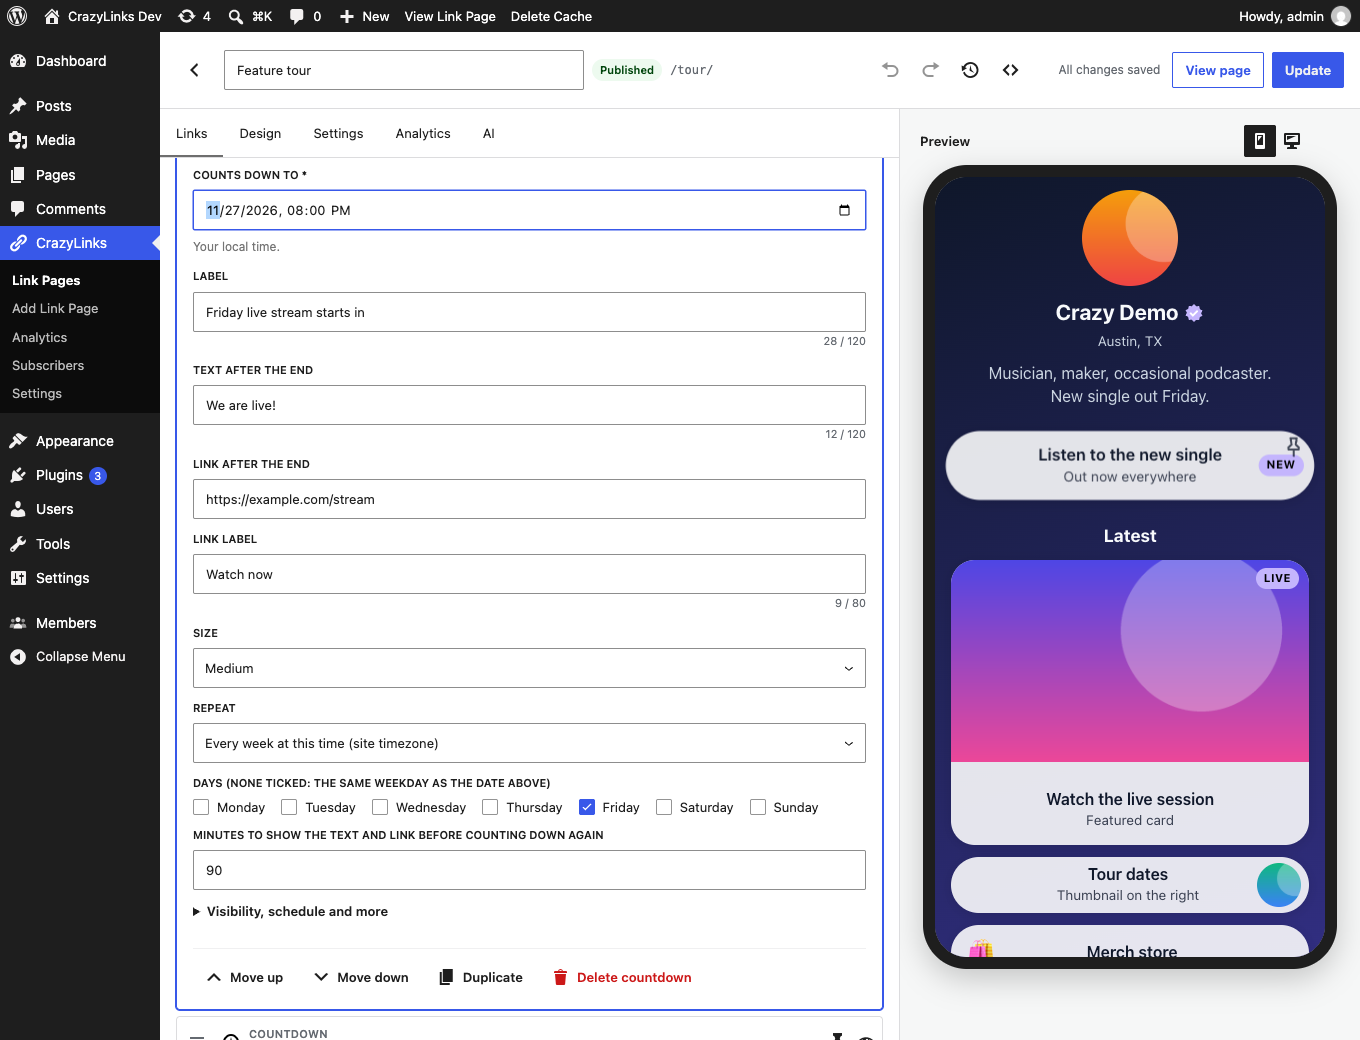 CrazyLinks Dev
4
⌘K
0
New
View Link Page
Delete Cache
Howdy, admin
Dashboard
Posts
Media
Pages
Comments
CrazyLinks
Link Pages
Add Link Page
Analytics
Subscribers
Settings
Appearance
Plugins 3
Users
Tools
Settings
Members
Collapse Menu
Feature tour
Published
/tour/
All changes saved
View page
Update
Links
Design
Settings
Analytics
AI
COUNTS DOWN TO *
11/27/2026, 08:00 PM
Your local time.
LABEL
Friday live stream starts in
28 / 120
TEXT AFTER THE END
We are live!
12 / 120
LINK AFTER THE END
https://example.com/stream
LINK LABEL
Watch now
9 / 80
SIZE
Medium
REPEAT
Every week at this time (site timezone)
DAYS (NONE TICKED: THE SAME WEEKDAY AS THE DATE ABOVE)
Monday Tuesday Wednesday Thursday Friday Saturday Sunday
MINUTES TO SHOW THE TEXT AND LINK BEFORE COUNTING DOWN AGAIN
90
Visibility, schedule and more
Move up
Move down
Duplicate
Delete countdown
COUNTDOWN
Preview
Crazy Demo
Austin, TX
Musician, maker, occasional podcaster.
New single out Friday.
Listen to the new single
Out now everywhere
NEW
Latest
LIVE
Watch the live session
Featured card
Tour dates
Thumbnail on the right
Merch store